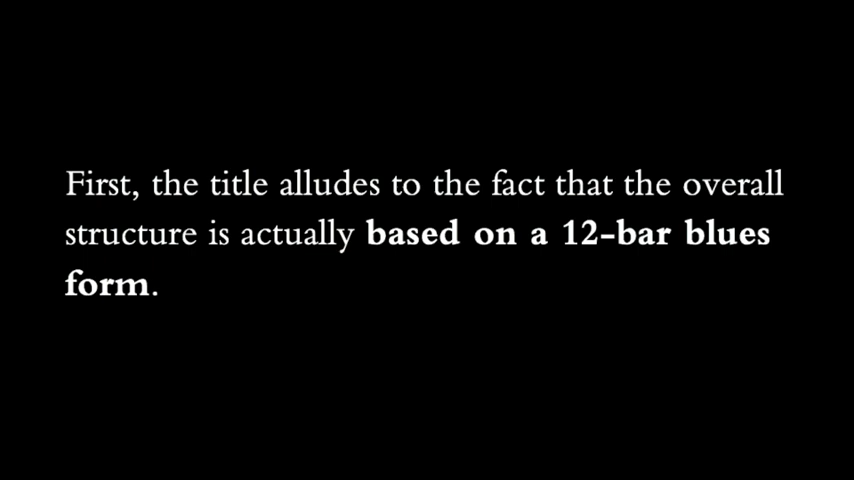 First, the title alludes to the fact that the overall
structure is actually based on a 12-bar blues
form.